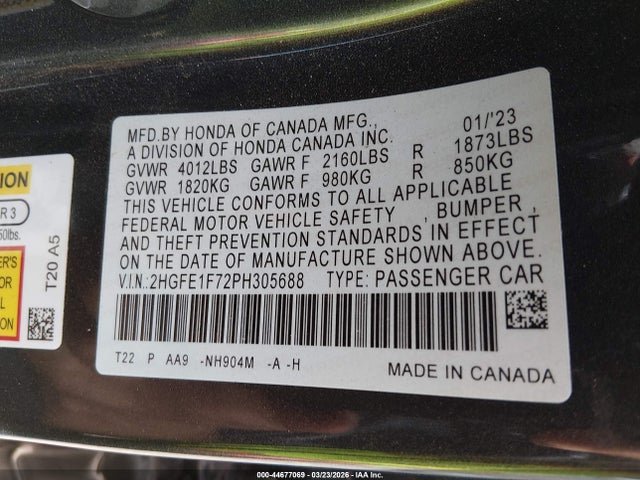 MFD.BY HONDA OF CANADA MFG., 01/'23
A DIVISION OF HONDA CANADA INC.
GVWR 4012LBS GAWR F 2160LBS R 1873LBS
GVWR 1820KG GAWR F 980KG R 850KG
THIS VEHICLE CONFORMS TO ALL APPLICABLE
FEDERAL MOTOR VEHICLE SAFETY , BUMPER ,
AND THEFT PREVENTION STANDARDS IN EFFECT
ON THE DATE OF MANUFACTURE SHOWN ABOVE.
V.I.N.:2HGFE1F72PH305688 TYPE: PASSENGER CAR
T22 P AA9 -NH904M -A -H
MADE IN CANADA
T20 A5
000-44677069 - 03/23/2026 - IAA Inc.